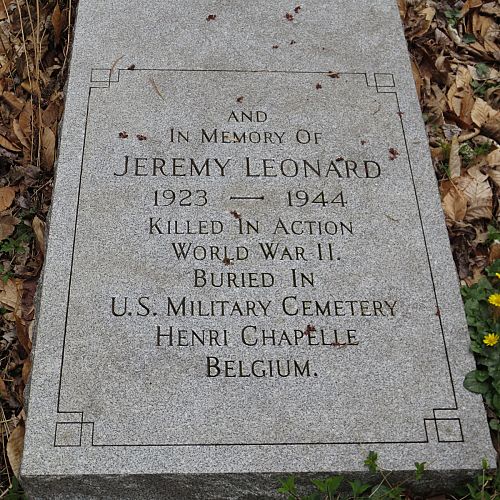 AND
IN MEMORY OF
JEREMY LEONARD
1923 — 1944
KILLED IN ACTION
WORLD WAR II.
BURIED IN
U.S. MILITARY CEMETERY
HENRI CHAPELLE
BELGIUM.